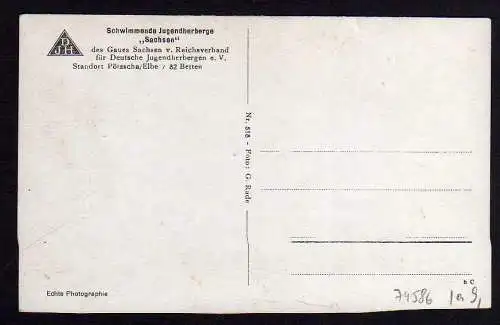 DJH
Schwimmende Jugendherberge
„Sachsen"
des Gaues Sachsen v. Reichsverband
für Deutsche Jugendherbergen e. V.
Standort Pötzscha/Elbe / 82 Betten
Nr. 818 - Foto: G. Rade
Echte Photographie
74586